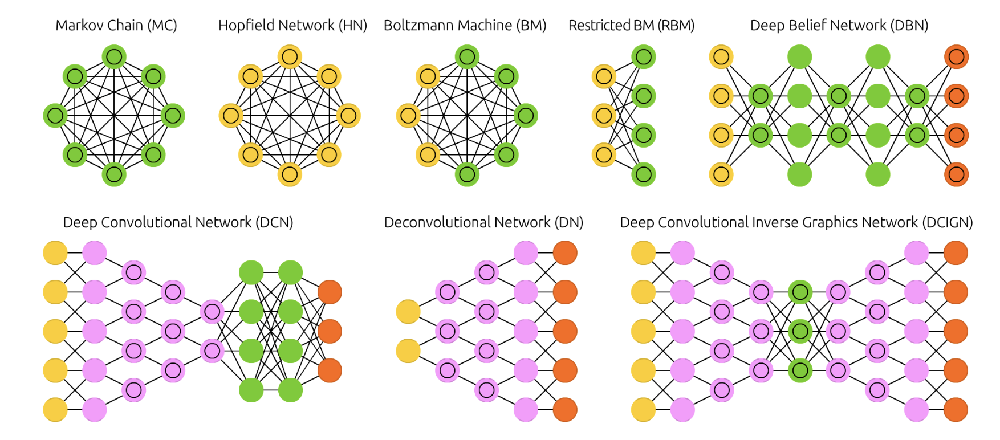 Markov Chain (MC)
Hopfield Network (HN)
Boltzmann Machine (BM)
Restricted BM (RBM)
Deep Belief Network (DBN)
Deep Convolutional Network (DCN)
Deconvolutional Network (DN)
Deep Convolutional Inverse Graphics Network (DCIGN)